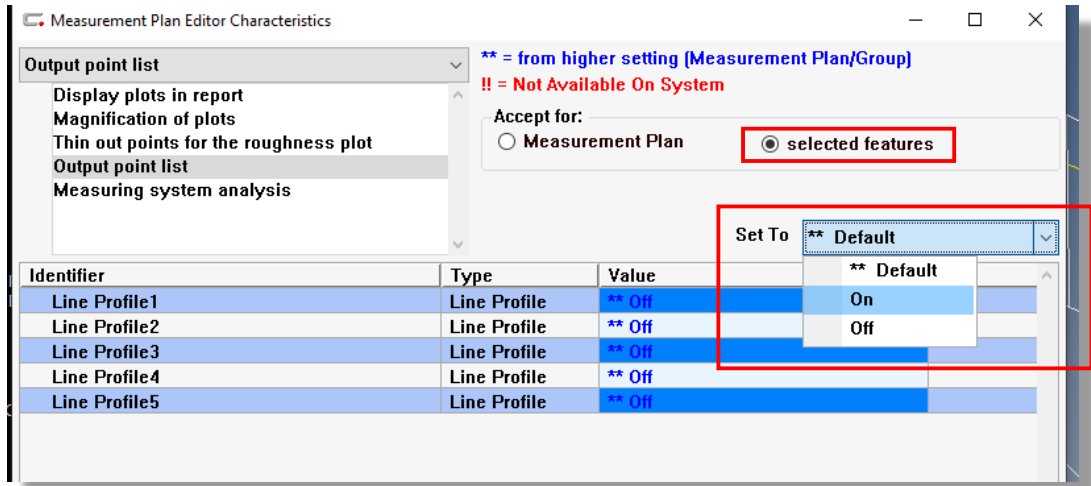 Measurement Plan Editor Characteristics
Output point list
** = from higher setting (Measurement Plan/Group)
!! = Not Available On System
Display plots in report
Magnification of plots
Thin out points for the roughness plot
Output point list
Measuring system analysis
Accept for:
Measurement Plan
selected features
Set To ** Default
** Default
On
Off
Identifier Type Value
Line Profile1 Line Profile ** Off
Line Profile2 Line Profile ** Off
Line Profile3 Line Profile ** Off
Line Profile4 Line Profile ** Off
Line Profile5 Line Profile ** Off